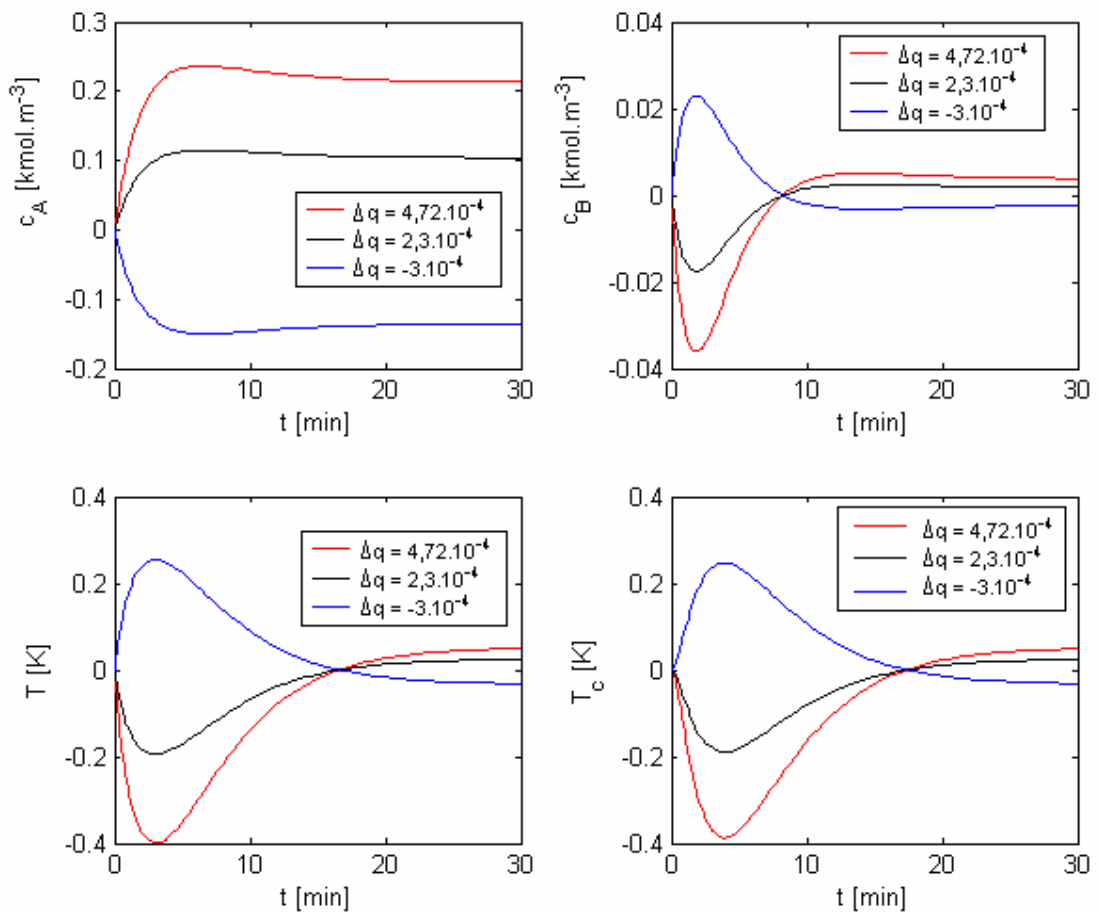 0.3
0.2
0.1
0
-0.1
-0.2
c_A [kmol.m⁻³]
Δq = 4,72.10⁻⁴
Δq = 2,3.10⁻⁴
Δq = -3.10⁻⁴
0 10 20 30
t [min]
0.04
0.02
0
-0.02
-0.04
c_B [kmol.m⁻³]
Δq = 4,72.10⁻⁴
Δq = 2,3.10⁻⁴
Δq = -3.10⁻⁴
0 10 20 30
t [min]
0.4
0.2
0
-0.2
-0.4
T [K]
Δq = 4,72.10⁻⁴
Δq = 2,3.10⁻⁴
Δq = -3.10⁻⁴
0 10 20 30
t [min]
0.4
0.2
0
-0.2
-0.4
T_c [K]
Δq = 4,72.10⁻⁴
Δq = 2,3.10⁻⁴
Δq = -3.10⁻⁴
0 10 20 30
t [min]